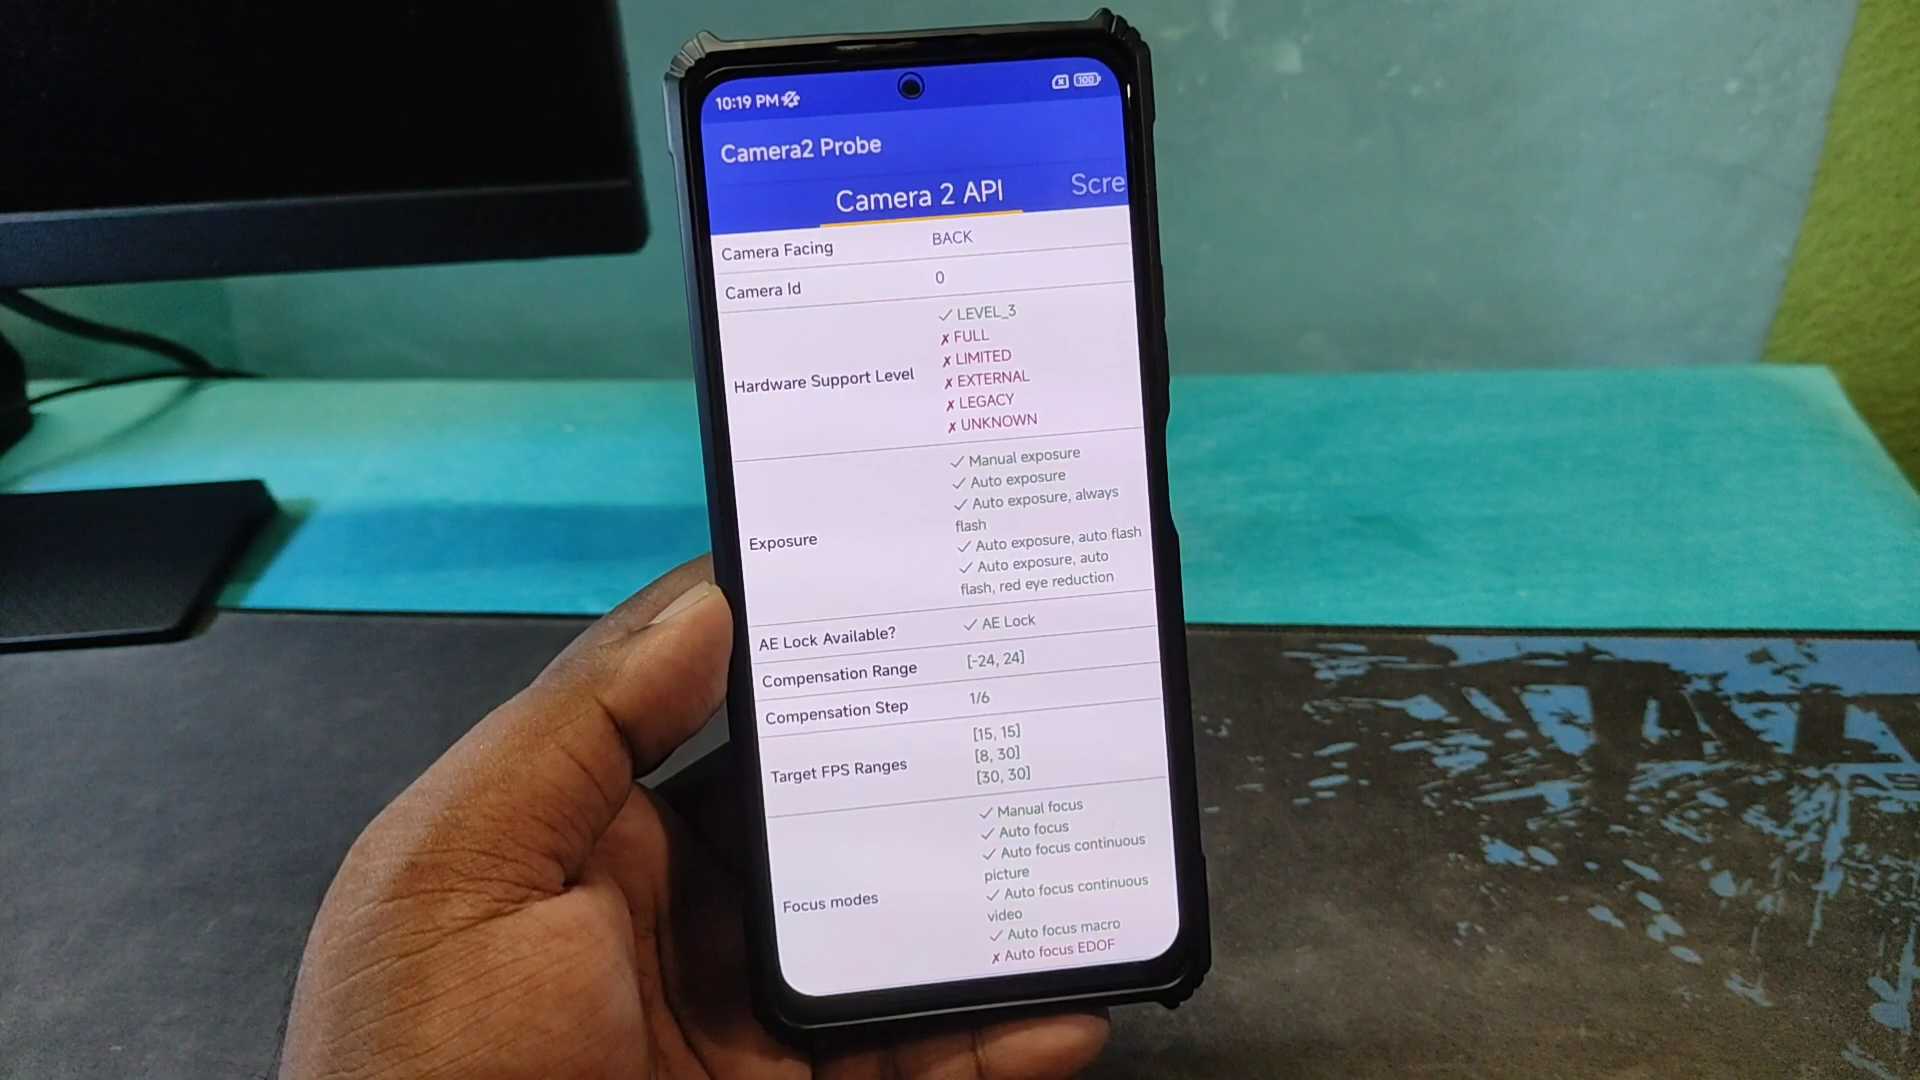 10:19 PM
100
Camera2 Probe
Camera 2 API
Scre
Camera Facing BACK
Camera Id 0
Hardware Support Level
✓ LEVEL_3
✗ FULL
✗ LIMITED
✗ EXTERNAL
✗ LEGACY
✗ UNKNOWN
Exposure
✓ Manual exposure
✓ Auto exposure
✓ Auto exposure, always
flash
✓ Auto exposure, auto flash
✓ Auto exposure, auto
flash, red eye reduction
AE Lock Available? ✓ AE Lock
Compensation Range [-24, 24]
Compensation Step 1/6
Target FPS Ranges
[15, 15]
[8, 30]
[30, 30]
Focus modes
✓ Manual focus
✓ Auto focus
✓ Auto focus continuous
picture
✓ Auto focus continuous
video
✓ Auto focus macro
✗ Auto focus EDOF